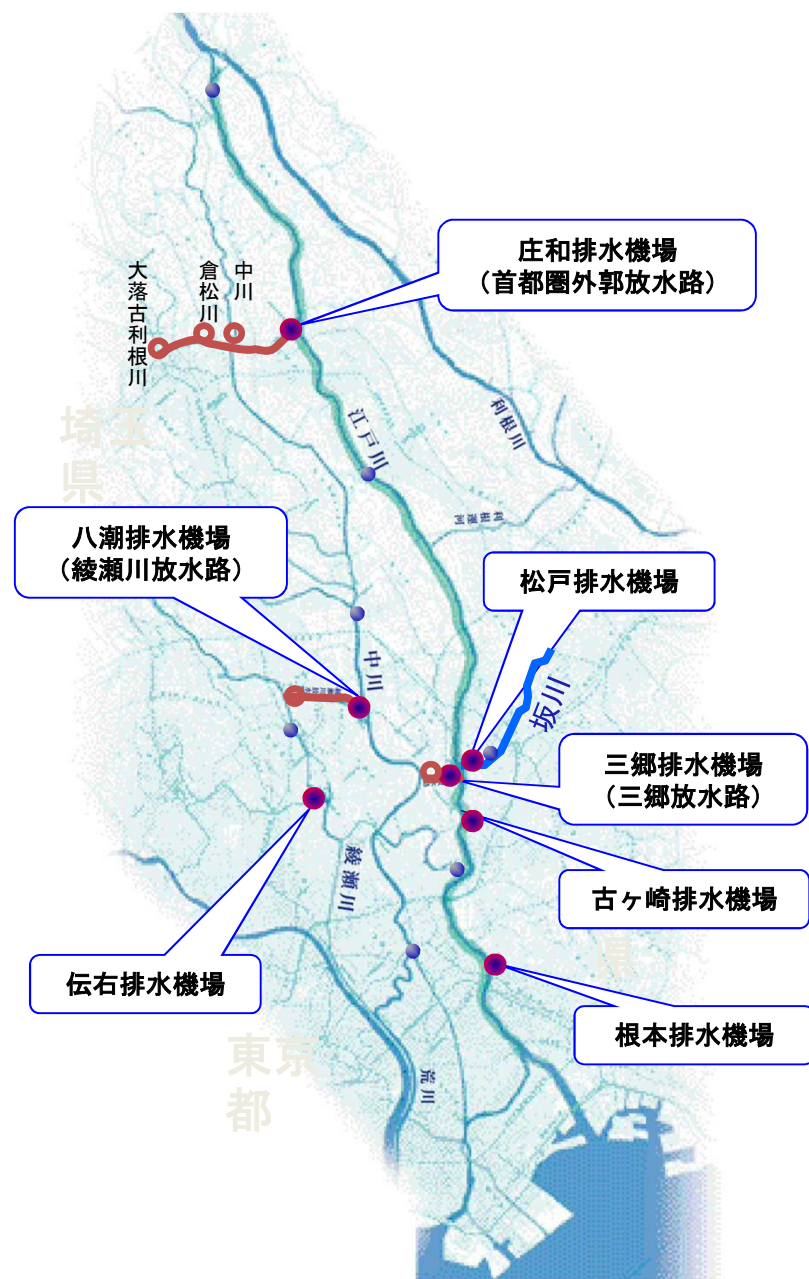 庄和排水機場
（首都圏外郭放水路）
中川
倉松川
大落古利根川
江戸川
利根川
埼玉
県
利根運河
八潮排水機場
（綾瀬川放水路）
松戸排水機場
中川
坂川
三郷排水機場
（三郷放水路）
綾瀬川
古ヶ崎排水機場
県
伝右排水機場
根本排水機場
東京
都
荒川